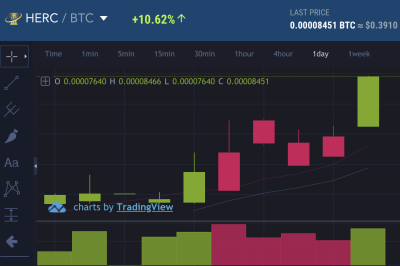 HERC / BTC
+10.62%↑
LAST PRICE
0.00008451 BTC ≈ $0.3910
Time 1min 5min 15min 30min 1hour 4hour 1day 1week
O 0.00007640 H 0.00008466 L 0.00007640 C 0.00008451
Aa
charts by TradingView